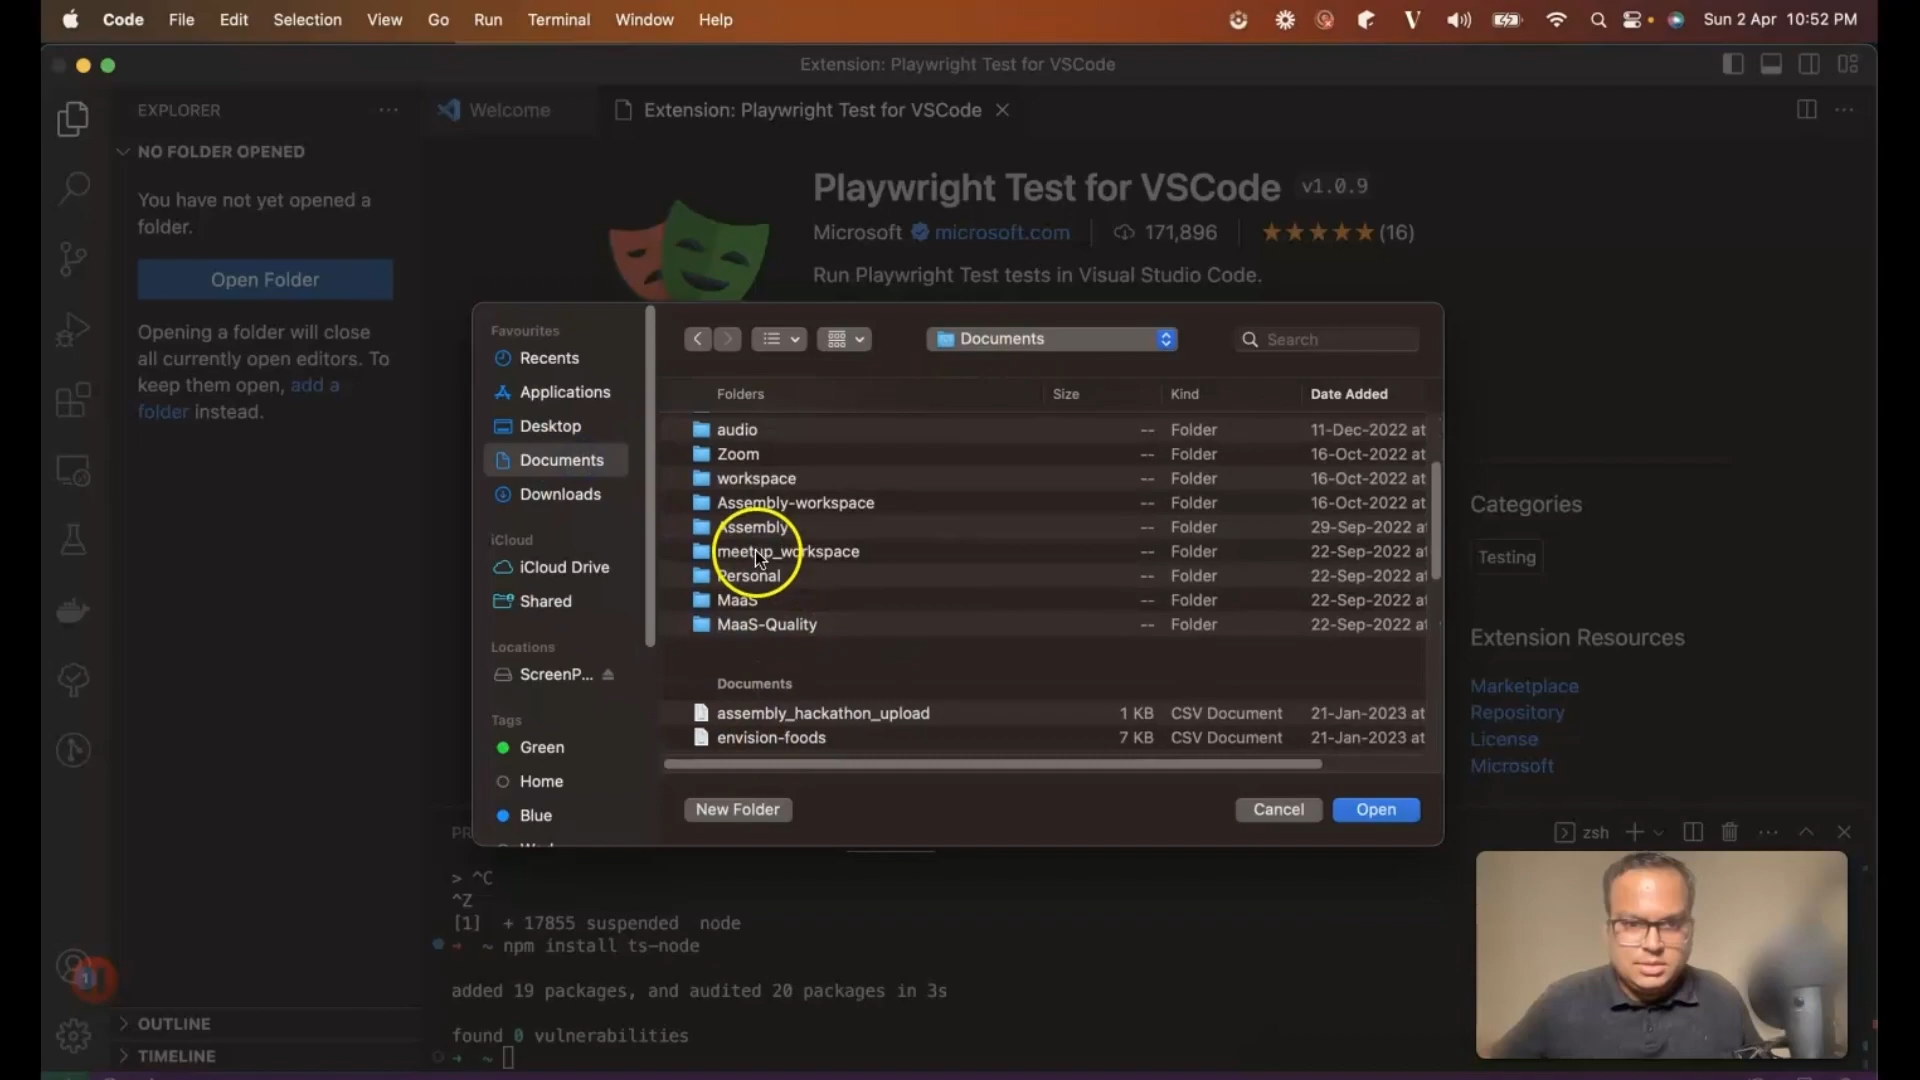 Code File Edit Selection View Go Run Terminal Window Help
V
Sun 2 Apr 10:52 PM
Extension: Playwright Test for VSCode
EXPLORER
Welcome
Extension: Playwright Test for VSCode
NO FOLDER OPENED
You have not yet opened a
folder.
Open Folder
Opening a folder will close
all currently open editors. To
keep them open, add a
folder instead.
Playwright Test for VSCode v1.0.9
Microsoft microsoft.com 171,896 (16)
Run Playwright Test tests in Visual Studio Code.
Favourites
Recents
Applications
Desktop
Documents
Downloads
iCloud
iCloud Drive
Shared
Locations
ScreenP...
Tags
Green
Home
Blue
Documents
Search
Folders Size Kind Date Added
audio -- Folder 11-Dec-2022 at
Zoom -- Folder 16-Oct-2022 at
workspace -- Folder 16-Oct-2022 at
Assembly-workspace -- Folder 16-Oct-2022 at
Assembly -- Folder 29-Sep-2022 at
meetup_workspace -- Folder 22-Sep-2022 at
Personal -- Folder 22-Sep-2022 at
MaaS -- Folder 22-Sep-2022 at
MaaS-Quality -- Folder 22-Sep-2022 at
Documents
assembly_hackathon_upload 1 KB CSV Document 21-Jan-2023 at
envision-foods 7 KB CSV Document 21-Jan-2023 at
New Folder
Cancel
Open
Categories
Testing
Extension Resources
Marketplace
Repository
License
Microsoft
zsh
> ^C
^Z
[1] + 17855 suspended node
~ npm install ts-node
added 19 packages, and audited 20 packages in 3s
found 0 vulnerabilities
~
1
OUTLINE
TIMELINE